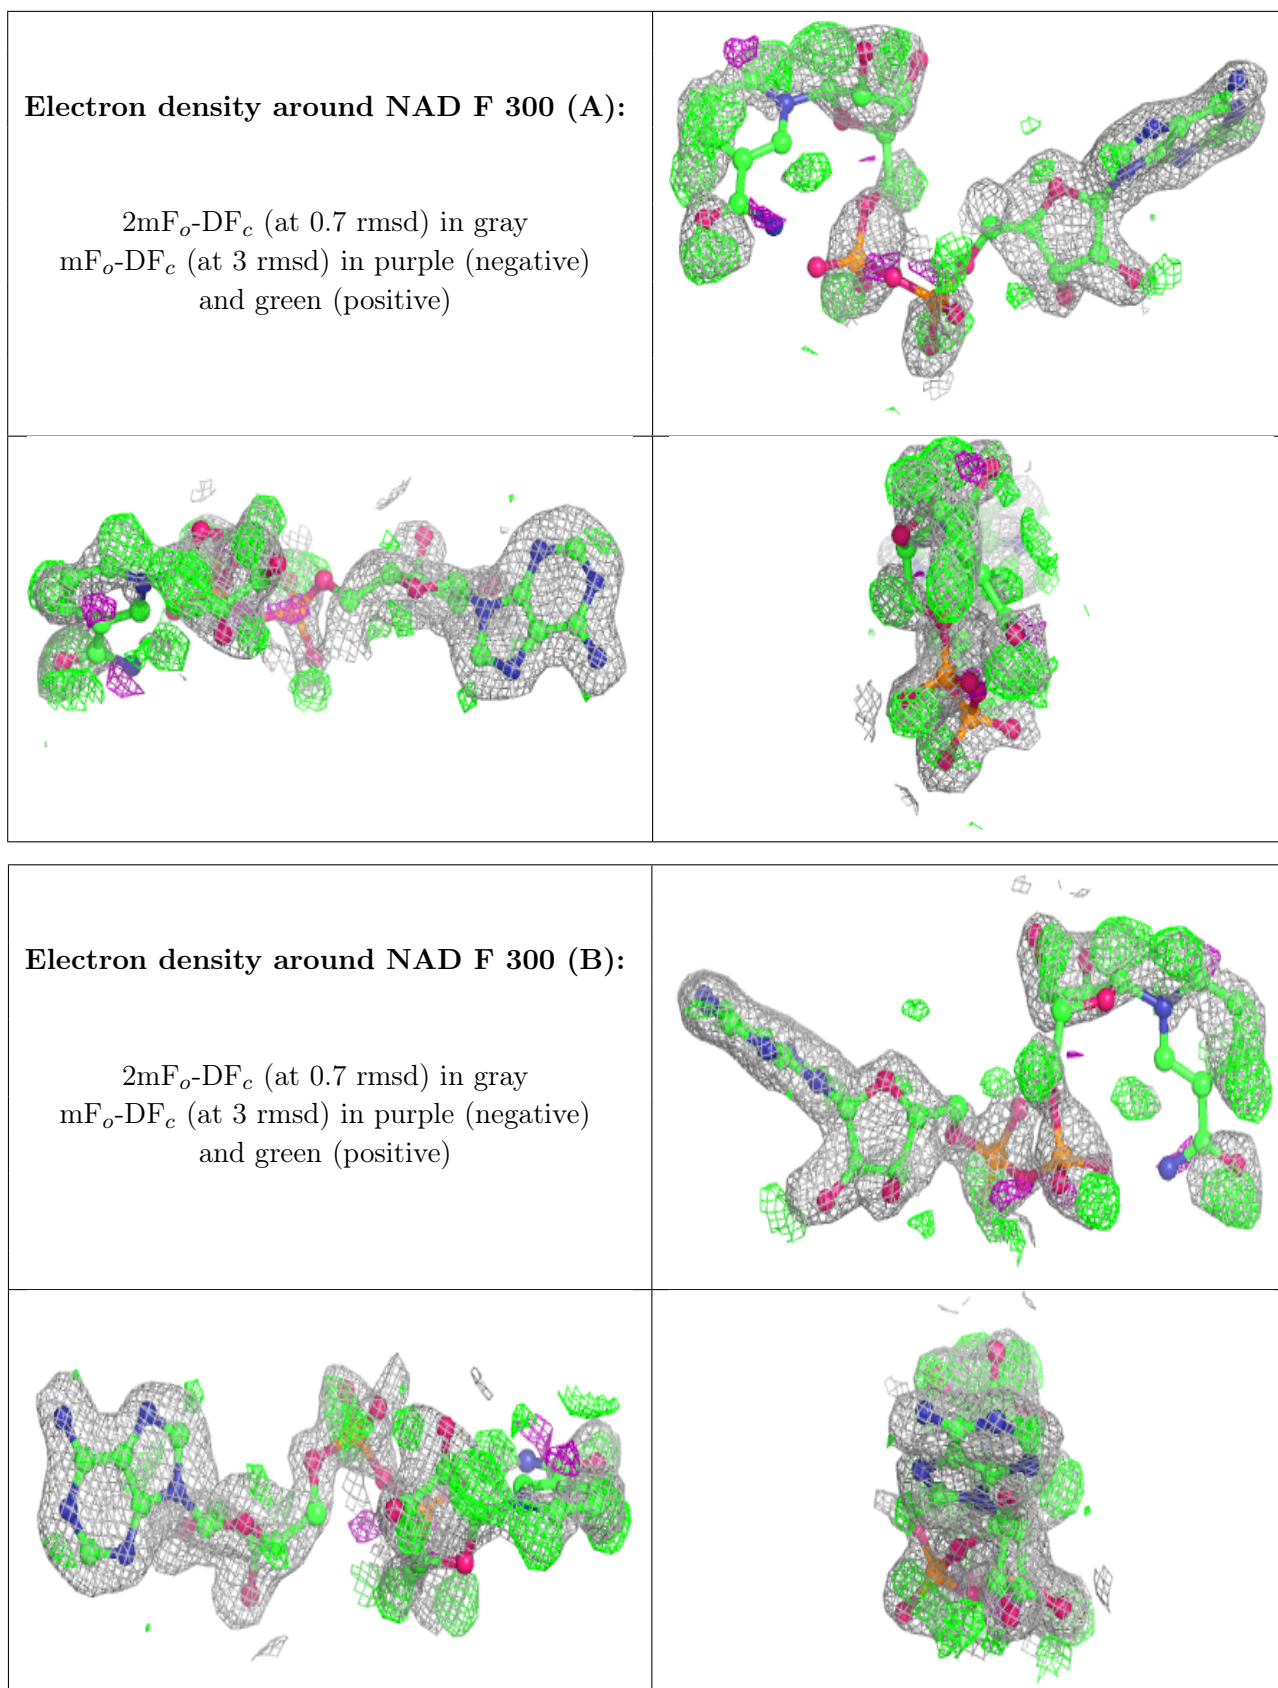 Electron density around NAD F 300 (A):
2mFo-DFc (at 0.7 rmsd) in gray
mFo-DFc (at 3 rmsd) in purple (negative)
and green (positive)
Electron density around NAD F 300 (B):
2mFo-DFc (at 0.7 rmsd) in gray
mFo-DFc (at 3 rmsd) in purple (negative)
and green (positive)